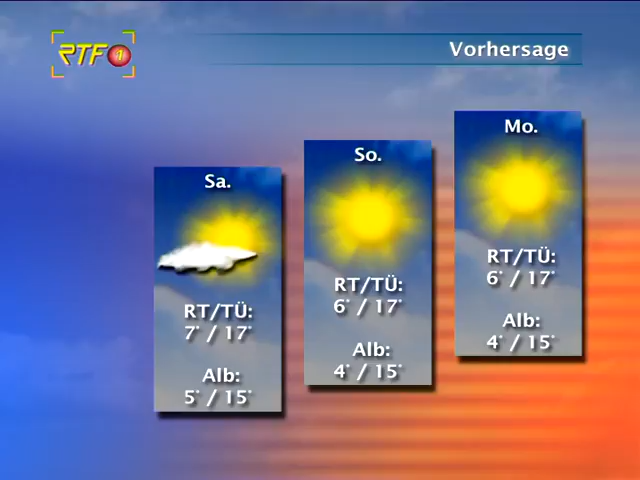 RTF 1
Vorhersage
Sa.
RT/TÜ:
7° / 17°
Alb:
5° / 15°
So.
RT/TÜ:
6° / 17°
Alb:
4° / 15°
Mo.
RT/TÜ:
6° / 17°
Alb:
4° / 15°